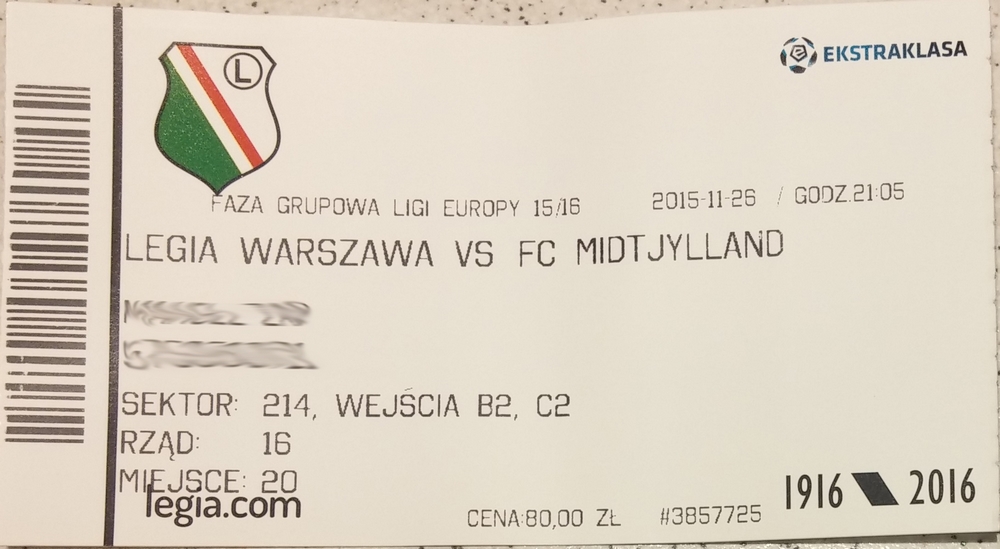 L
EKSTRAKLASA
FAZA GRUPOWA LIGI EUROPY 15/16 2015-11-26 / GODZ.21:05
LEGIA WARSZAWA VS FC MIDTJYLLAND
SEKTOR: 214, WEJŚCIA B2, C2
RZĄD: 16
MIEJSCE: 20
legia.com
CENA:80,00 ZŁ #3857725
1916 2016